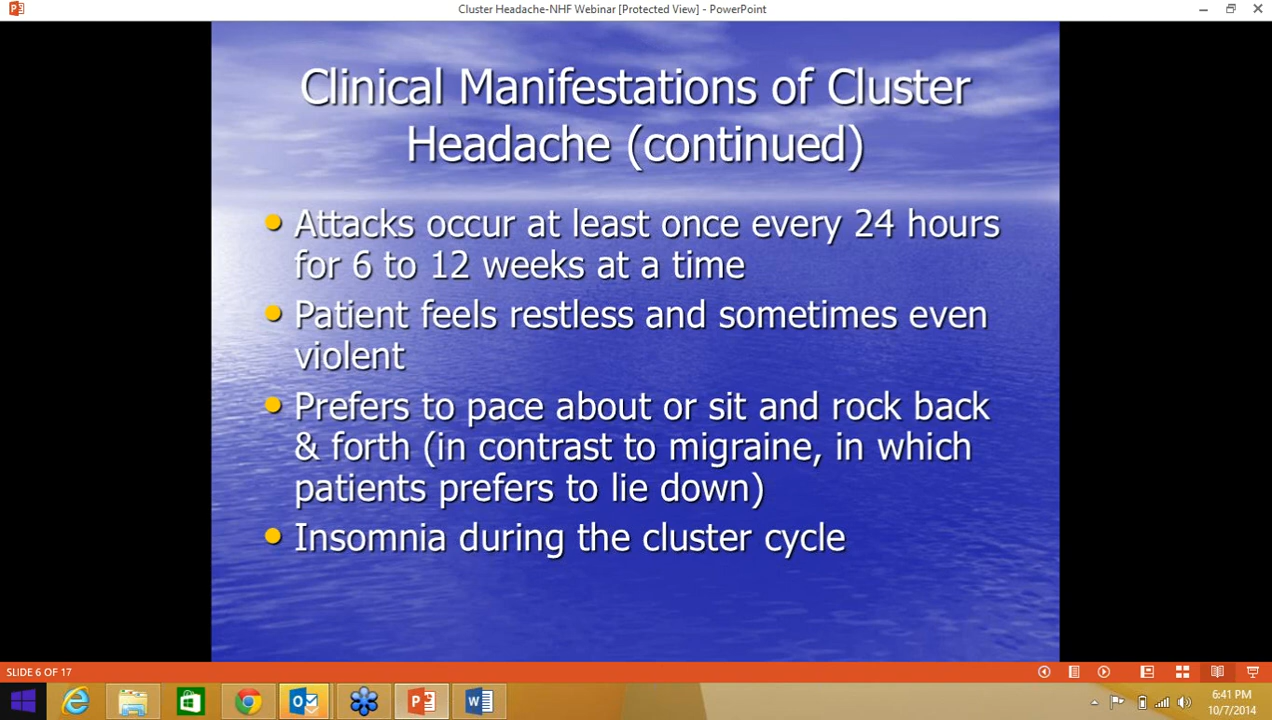 Cluster Headache-NHF Webinar [Protected View] - PowerPoint
Clinical Manifestations of Cluster
Headache (continued)
Attacks occur at least once every 24 hours
for 6 to 12 weeks at a time
Patient feels restless and sometimes even
violent
Prefers to pace about or sit and rock back
& forth (in contrast to migraine, in which
patients prefers to lie down)
Insomnia during the cluster cycle
SLIDE 6 OF 17
6:41 PM
10/7/2014